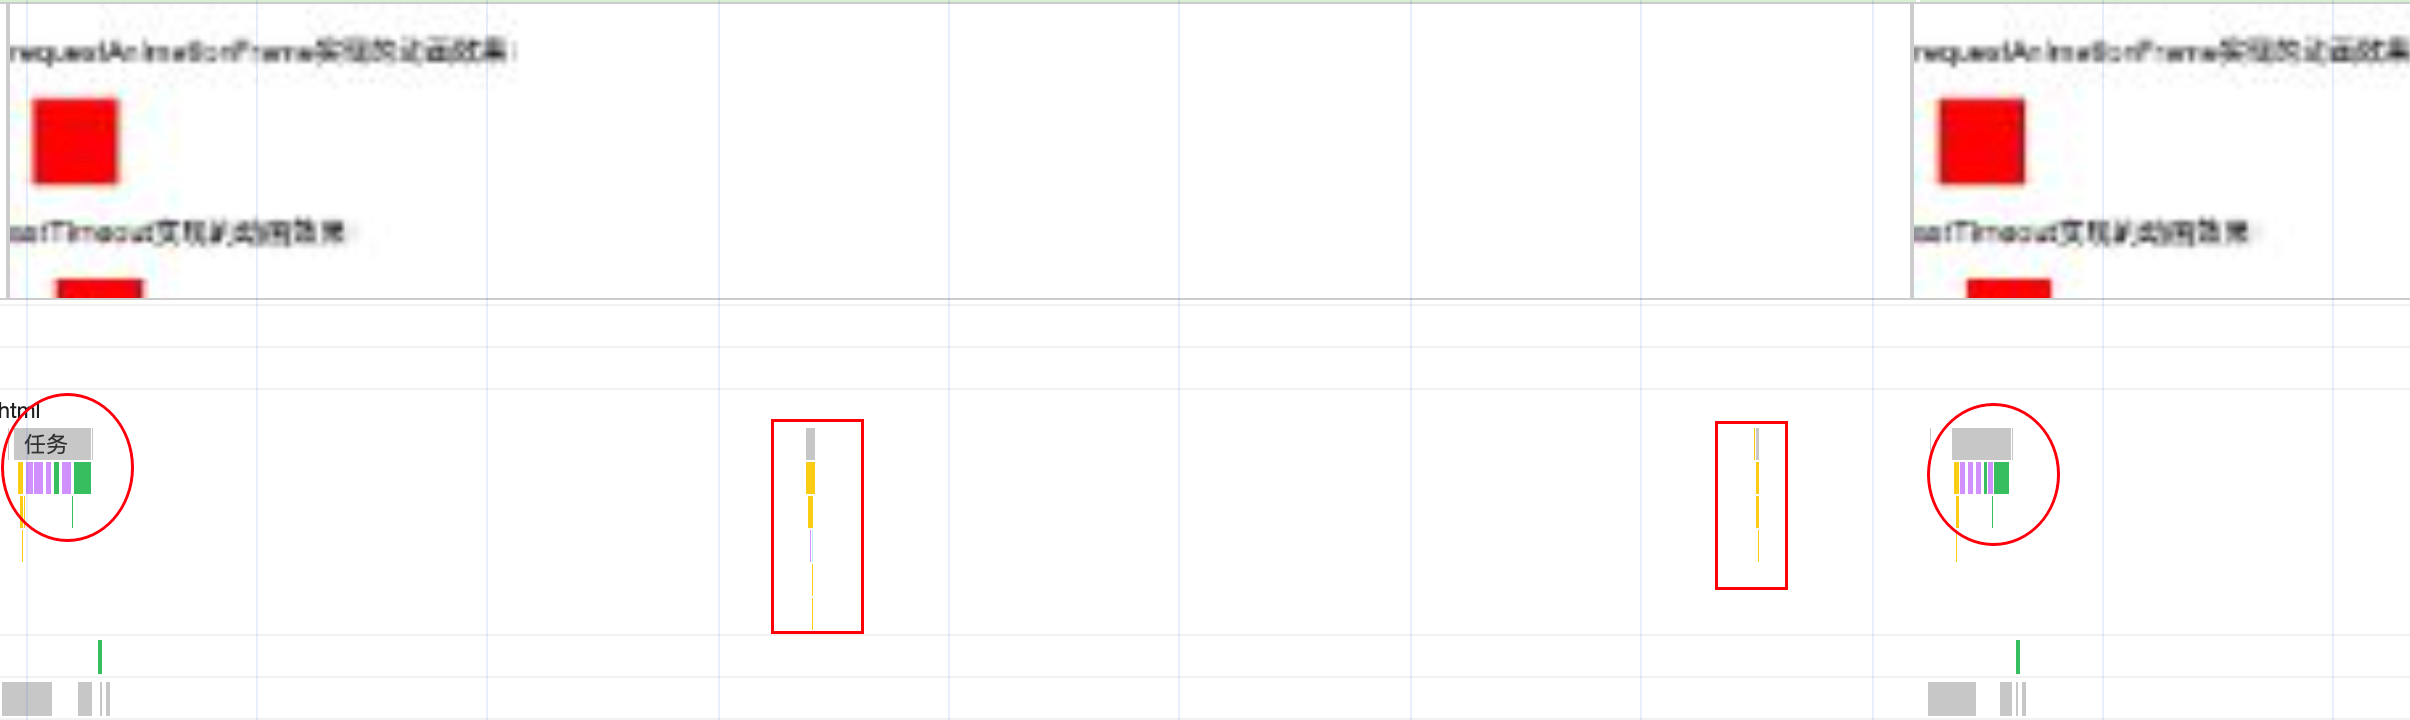 requestAnimationFrame实现的动画效果：
requestAnimationFrame实现的动画效果
setTimeout实现的动画效果：
setTimeout实现的动画效果：
html
任务